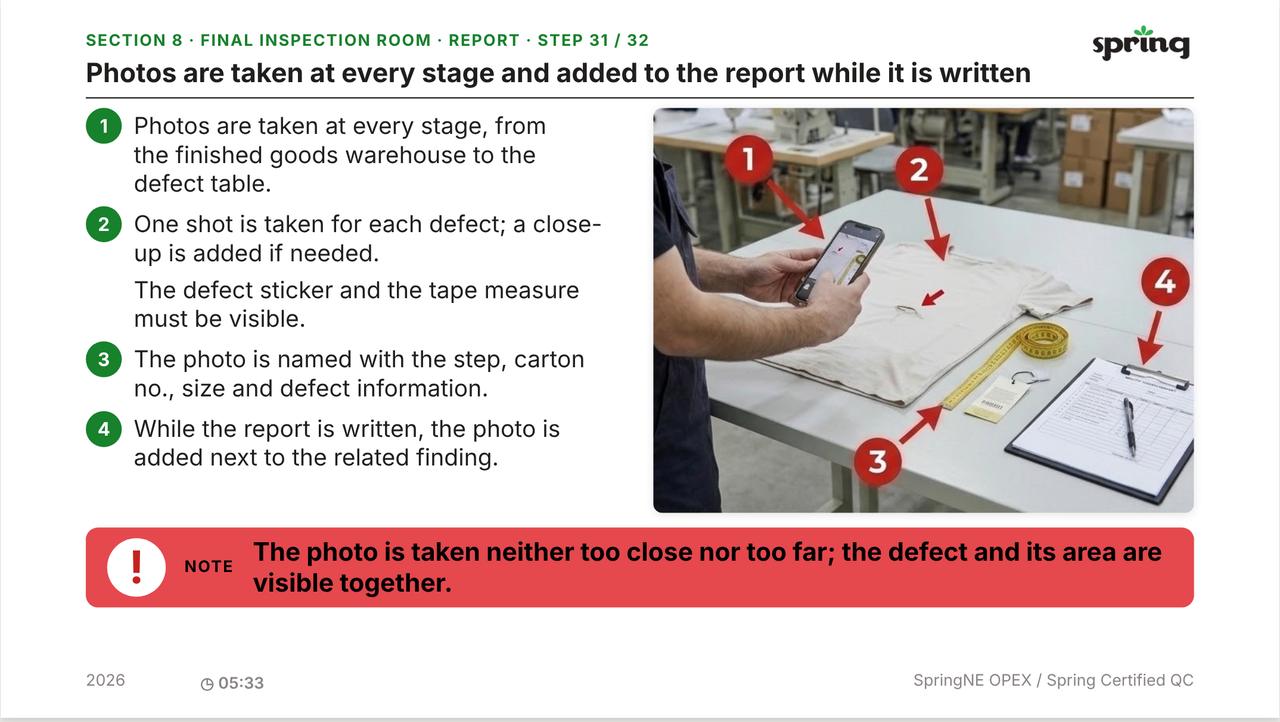 SECTION 8 · FINAL INSPECTION ROOM · REPORT · STEP 31 / 32
spring
Photos are taken at every stage and added to the report while it is written
1 Photos are taken at every stage, from
the finished goods warehouse to the
defect table.
2 One shot is taken for each defect; a close-
up is added if needed.
The defect sticker and the tape measure
must be visible.
3 The photo is named with the step, carton
no., size and defect information.
4 While the report is written, the photo is
added next to the related finding.
1
2
4
3
! NOTE The photo is taken neither too close nor too far; the defect and its area are
visible together.
2026
05:33
SpringNE OPEX / Spring Certified QC